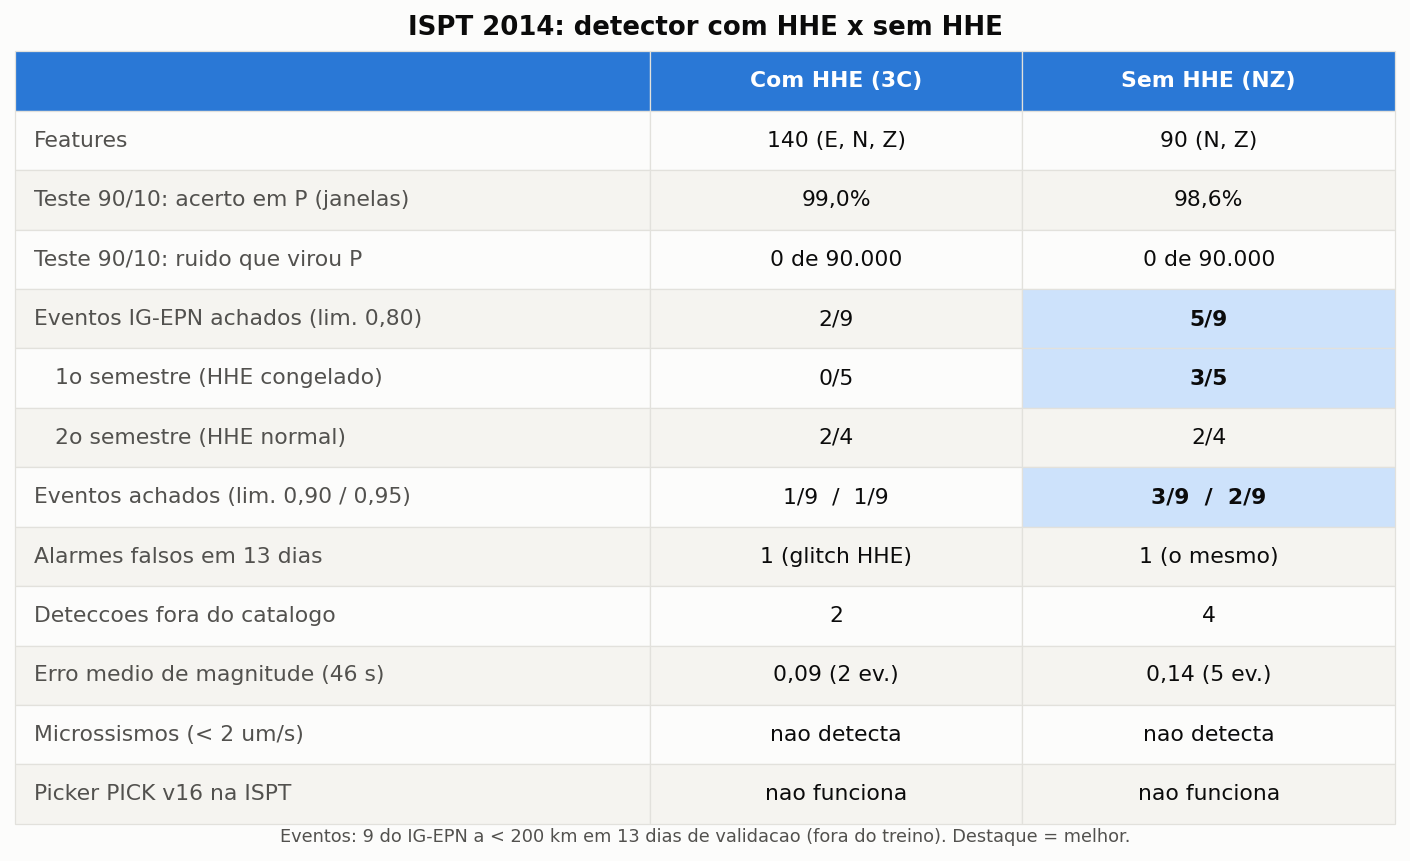 ISPT 2014: detector com HHE x sem HHE
Com HHE (3C) Sem HHE (NZ)
Features 140 (E, N, Z) 90 (N, Z)
Teste 90/10: acerto em P (janelas) 99,0% 98,6%
Teste 90/10: ruido que virou P 0 de 90.000 0 de 90.000
Eventos IG-EPN achados (lim. 0,80) 2/9 5/9
1o semestre (HHE congelado) 0/5 3/5
2o semestre (HHE normal) 2/4 2/4
Eventos achados (lim. 0,90 / 0,95) 1/9 / 1/9 3/9 / 2/9
Alarmes falsos em 13 dias 1 (glitch HHE) 1 (o mesmo)
Deteccoes fora do catalogo 2 4
Erro medio de magnitude (46 s) 0,09 (2 ev.) 0,14 (5 ev.)
Microssismos (< 2 um/s) nao detecta nao detecta
Picker PICK v16 na ISPT nao funciona nao funciona
Eventos: 9 do IG-EPN a < 200 km em 13 dias de validacao (fora do treino). Destaque = melhor.